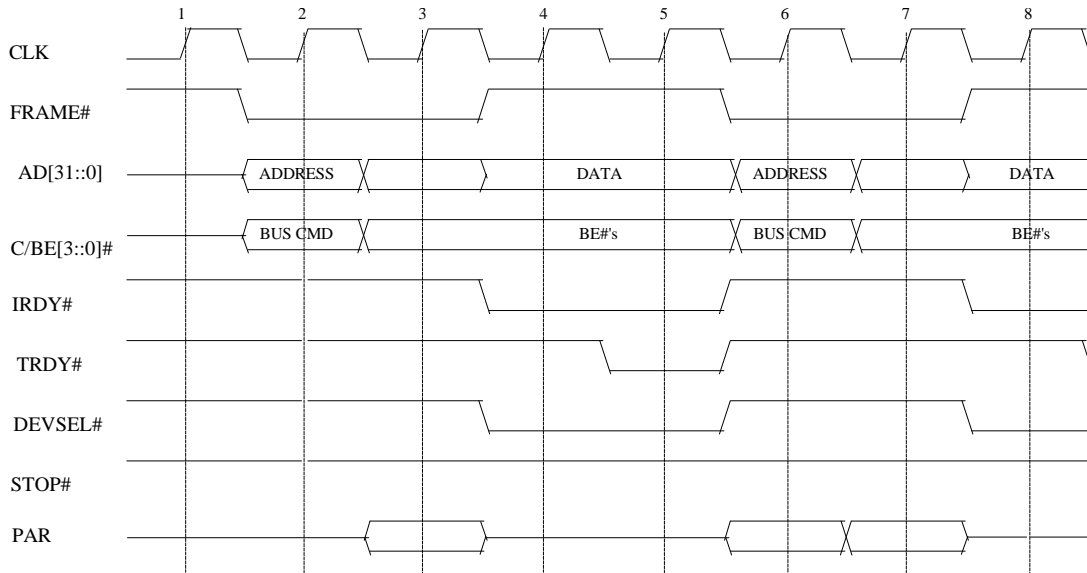 1 2 3 4 5 6 7 8
CLK
FRAME#
AD[31::0] ADDRESS DATA ADDRESS DATA
C/BE[3::0]# BUS CMD BE#'s BUS CMD BE#'s
IRDY#
TRDY#
DEVSEL#
STOP#
PAR